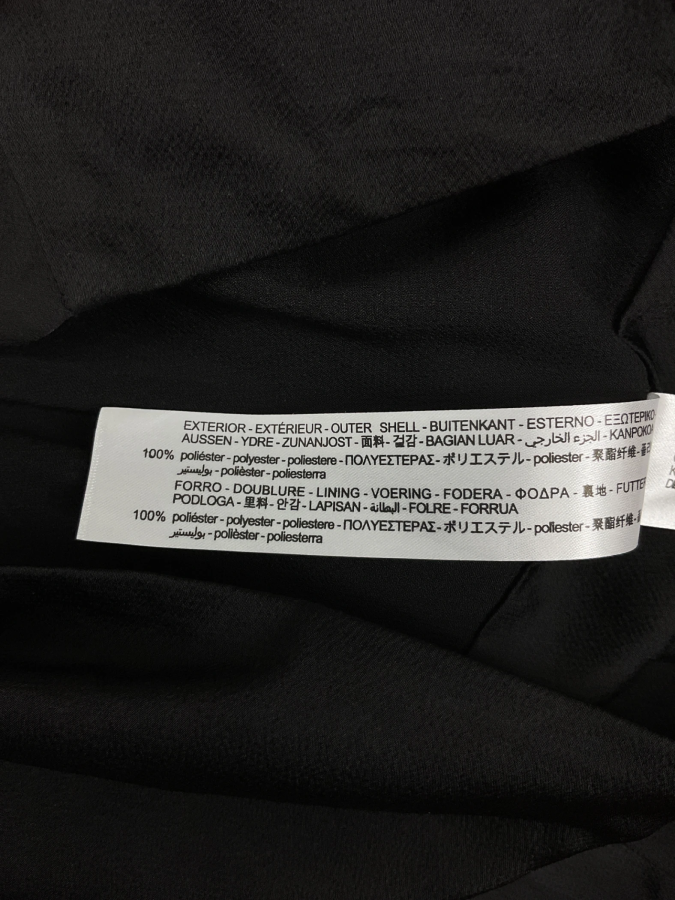 EXTERIOR - EXTÉRIEUR - OUTER SHELL - BUITENKANT - ESTERNO - ΕΞΩΤΕΡΙΚΟ
AUSSEN - YDRE - ZUNANJOST - 面料 - 겉감 - BAGIAN LUAR - الجزء الخارجي - KANPOKO
100% poliéster - polyester - poliestere - ΠΟΛΥΕΣΤΕΡΑΣ - ポリエステル - poliester - 聚酯纤维 -
بوليستير - polièster - poliesterra
FORRO - DOUBLURE - LINING - VOERING - FODERA - ΦΟΔΡΑ - 裏地 - FUTTER
PODLOGA - 里料 - 안감 - LAPISAN - البطانة - FOLRE - FORRUA
100% poliéster - polyester - poliestere - ΠΟΛΥΕΣΤΕΡΑΣ - ポリエステル - poliester - 聚酯纤维 -
بوليستير - polièster - poliesterra